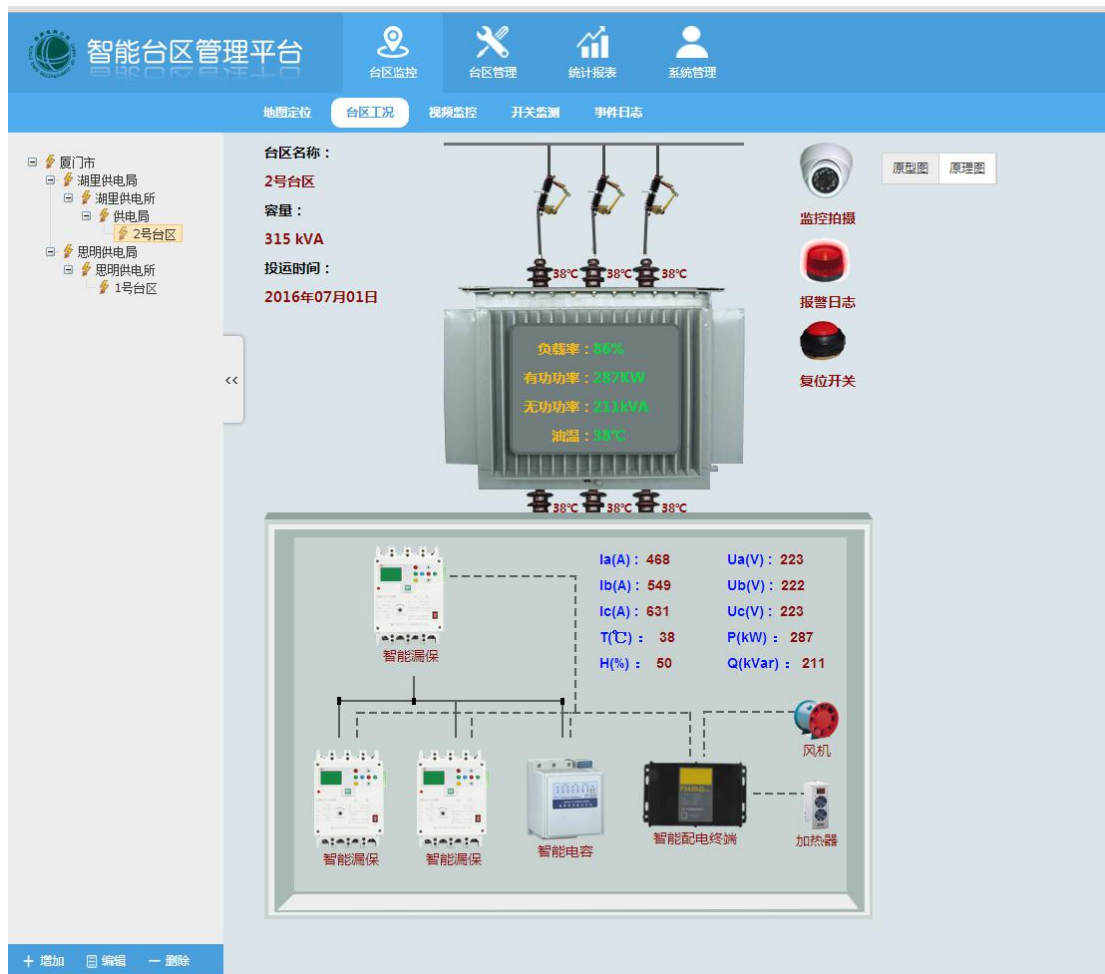 智能台区管理平台
台区监控
台区管理
统计报表
系统管理
地图定位
台区工况
视频监控
开关监测
事件日志
厦门市
湖里供电局
湖里供电所
供电局
2号台区
思明供电局
思明供电所
1号台区
<<
台区名称：
2号台区
容量：
315 kVA
投运时间：
2016年07月01日
监控拍摄
报警日志
复位开关
原型图
原理图
38℃ 38℃ 38℃
负载率：86%
有功功率：287KW
无功功率：211kVA
油温：38℃
38℃ 38℃ 38℃
Ia(A)： 468 Ua(V)： 223
Ib(A)： 549 Ub(V)： 222
Ic(A)： 631 Uc(V)： 223
T(℃)： 38 P(kW)： 287
H(%)： 50 Q(kVar)： 211
智能漏保
风机
智能漏保
智能漏保
智能电容
智能配电终端
加热器
增加
编辑
删除